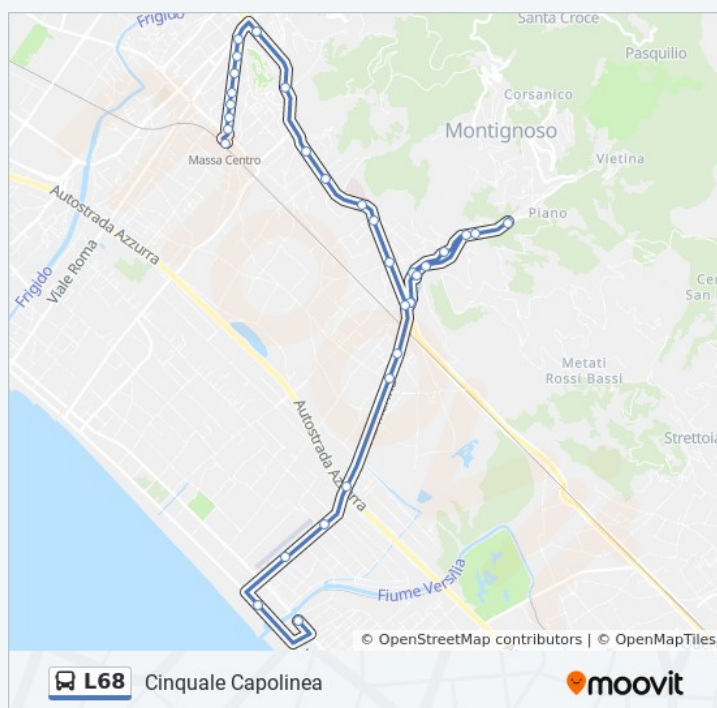 Frigido
Santa Croce
Pasquilio
Corsanico
Montignoso
Vietina
Massa Centro
Piano
Autostrada Azzurra
Viale Roma
Frigido
Metati
Rossi Bassi
Strettoia
Autostrada Azzurra
Fiume Versilia
© OpenStreetMap contributors | © OpenMapTiles
L68 Cinquale Capolinea moovit